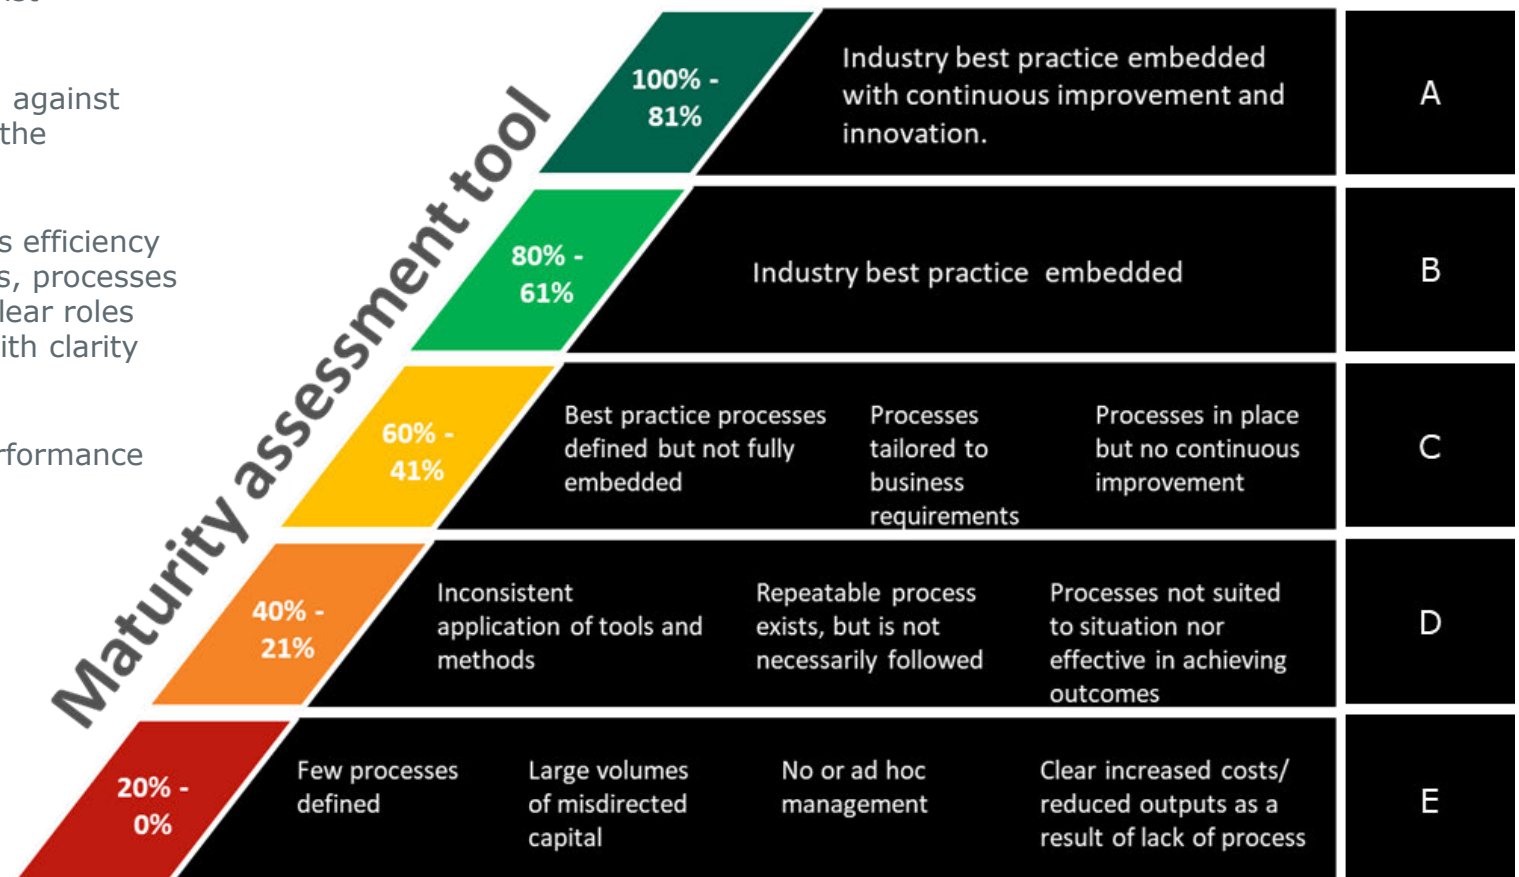 against
the
s efficiency
s, processes
lear roles
ith clarity
rformance
Maturity assessment tool
100% -
81%
Industry best practice embedded
with continuous improvement and
innovation.
A
80% -
61%
Industry best practice embedded
B
60% -
41%
Best practice processes
defined but not fully
embedded
Processes
tailored to
business
requirements
Processes in place
but no continuous
improvement
C
40% -
21%
Inconsistent
application of tools and
methods
Repeatable process
exists, but is not
necessarily followed
Processes not suited
to situation nor
effective in achieving
outcomes
D
20% -
0%
Few processes
defined
Large volumes
of misdirected
capital
No or ad hoc
management
Clear increased costs/
reduced outputs as a
result of lack of process
E